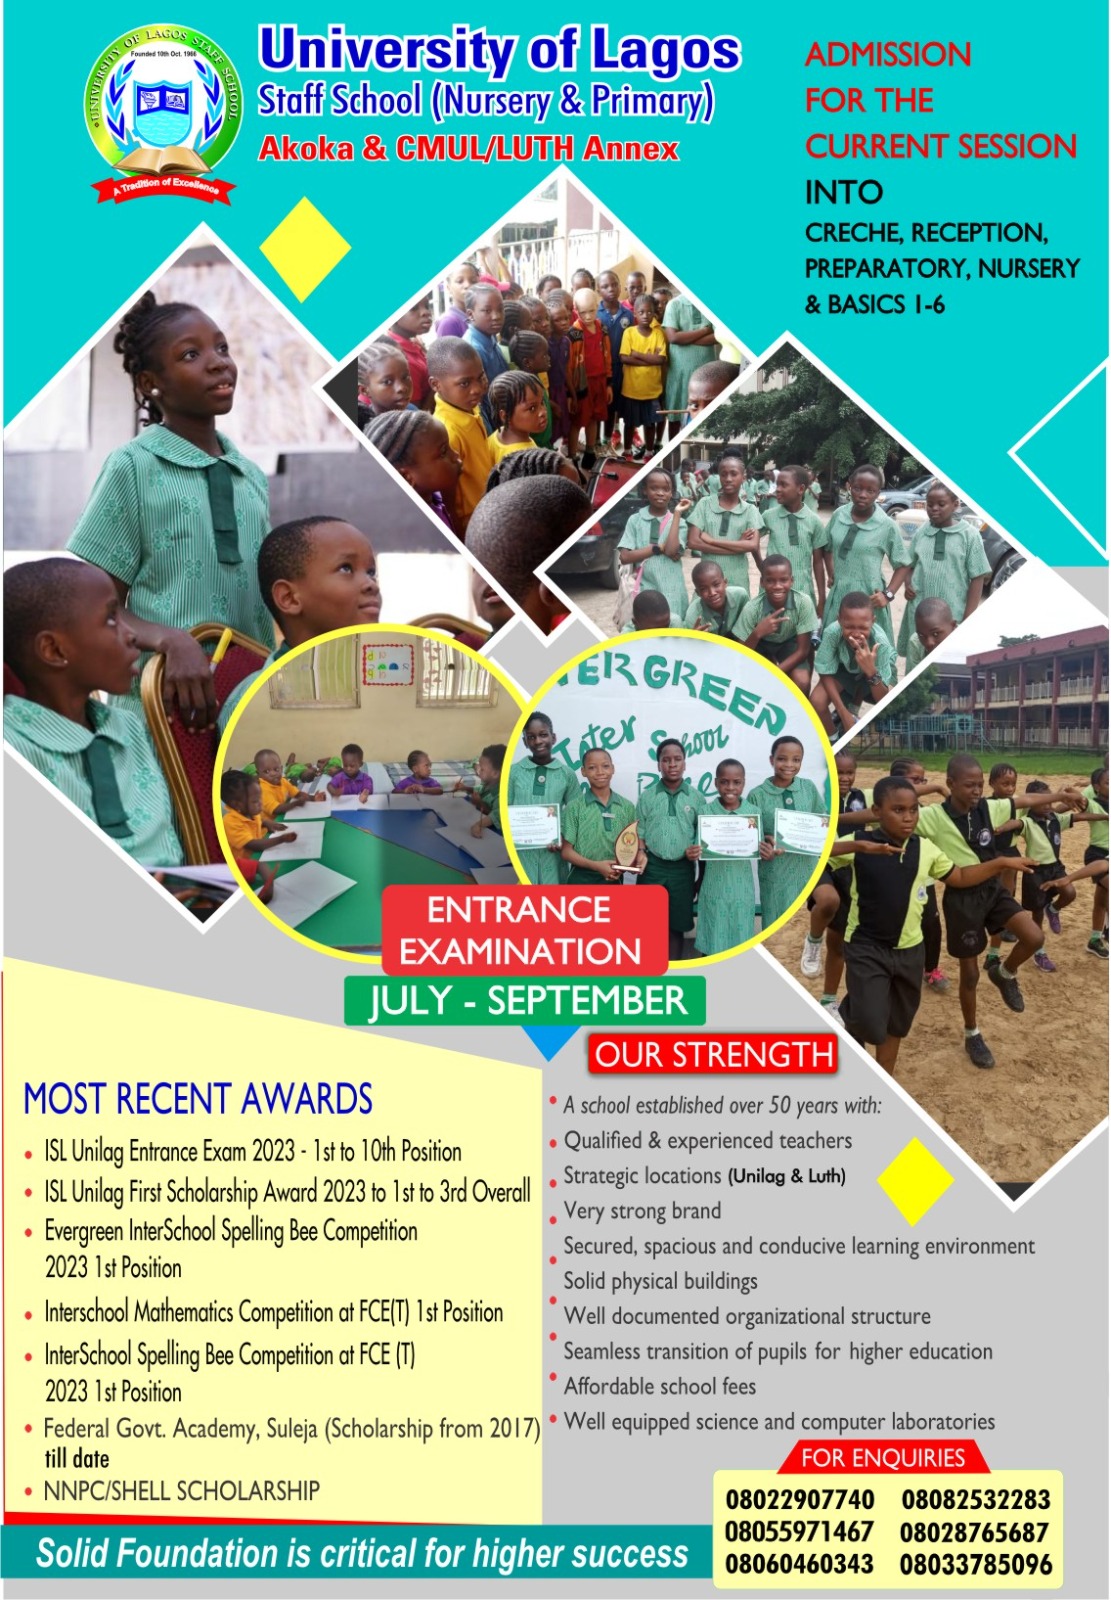 UNIVERSITY OF LAGOS STAFF SCHOOL
Founded 10th Oct. 1966
A Tradition of Excellence
University of Lagos
Staff School (Nursery & Primary)
Akoka & CMUL/LUTH Annex
ADMISSION
FOR THE
CURRENT SESSION
INTO
CRECHE, RECEPTION,
PREPARATORY, NURSERY
& BASICS 1-6
ERGREEN
Inter School
ENTRANCE
EXAMINATION
JULY - SEPTEMBER
MOST RECENT AWARDS
• ISL Unilag Entrance Exam 2023 - 1st to 10th Position
• ISL Unilag First Scholarship Award 2023 to 1st to 3rd Overall
• Evergreen InterSchool Spelling Bee Competition
2023 1st Position
• Interschool Mathematics Competition at FCE(T) 1st Position
• InterSchool Spelling Bee Competition at FCE (T)
2023 1st Position
• Federal Govt. Academy, Suleja (Scholarship from 2017)
till date
• NNPC/SHELL SCHOLARSHIP
OUR STRENGTH
• A school established over 50 years with:
• Qualified & experienced teachers
• Strategic locations (Unilag & Luth)
• Very strong brand
• Secured, spacious and conducive learning environment
• Solid physical buildings
• Well documented organizational structure
• Seamless transition of pupils for higher education
• Affordable school fees
• Well equipped science and computer laboratories
FOR ENQUIRIES
08022907740 08082532283
08055971467 08028765687
08060460343 08033785096
Solid Foundation is critical for higher success